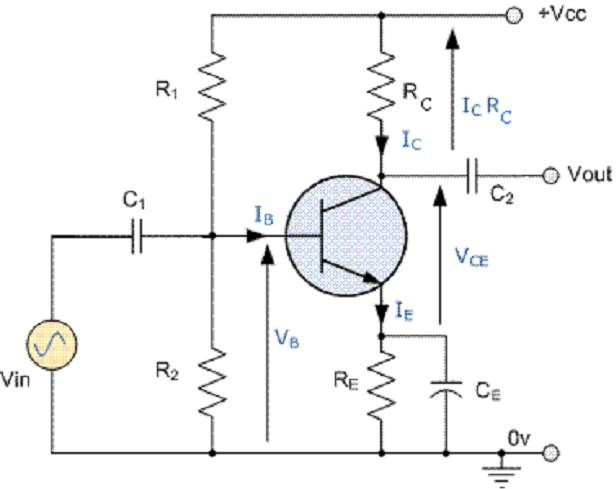 +Vcc
R1
RC
IC RC
IC
C2
Vout
C1
IB
VCE
IE
VB
Vin
R2
RE
CE
0v